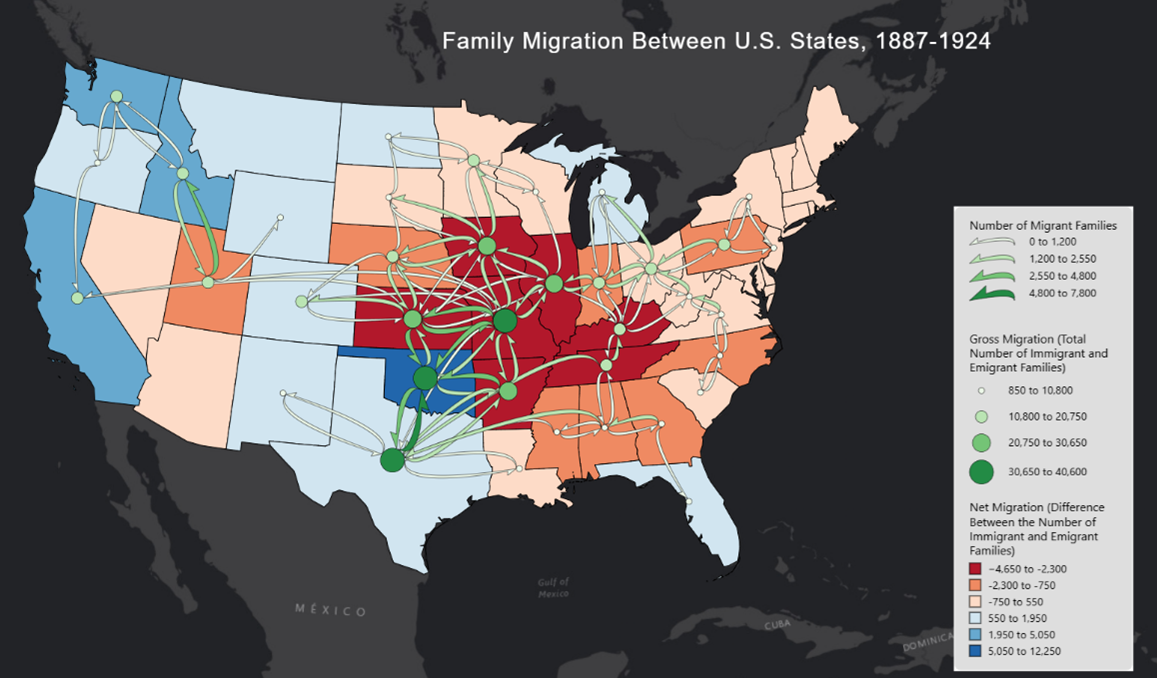 Family Migration Between U.S. States, 1887-1924
Number of Migrant Families
0 to 1,200
1,200 to 2,550
2,550 to 4,800
4,800 to 7,800
Gross Migration (Total
Number of Immigrant and
Emigrant Families)
850 to 10,800
10,800 to 20,750
20,750 to 30,650
30,650 to 40,600
Net Migration (Difference
Between the Number of
Immigrant and Emigrant
Families)
−4,650 to -2,300
-2,300 to -750
-750 to 550
550 to 1,950
1,950 to 5,050
5,050 to 12,250
Gulf of
Mexico
MÉXICO
CUBA
DOMINICA